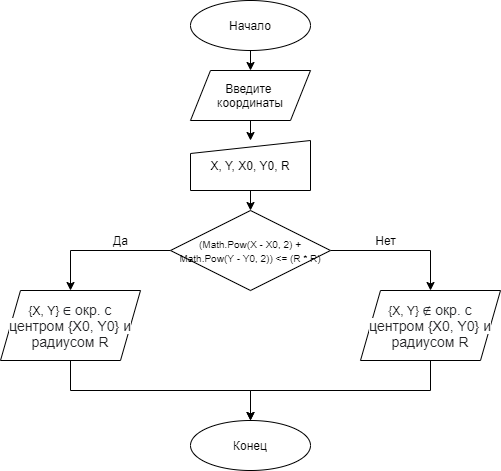 Начало
Введите
координаты
X, Y, X0, Y0, R
(Math.Pow(X - X0, 2) +
Math.Pow(Y - Y0, 2)) <= (R * R)
Да
Нет
{X, Y} ∈ окр. с
центром {X0, Y0} и
радиусом R
{X, Y} ∉ окр. с
центром {X0, Y0} и
радиусом R
Конец